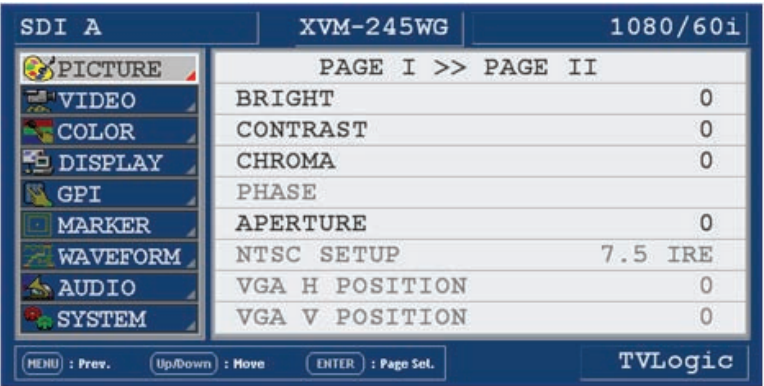 SDI A XVM-245WG 1080/60i
PICTURE
VIDEO
COLOR
DISPLAY
GPI
MARKER
WAVEFORM
AUDIO
SYSTEM
PAGE I >> PAGE II
BRIGHT 0
CONTRAST 0
CHROMA 0
PHASE
APERTURE 0
NTSC SETUP 7.5 IRE
VGA H POSITION 0
VGA V POSITION 0
MENU : Prev. Up/Down : Move ENTER : Page Sel. TVLogic